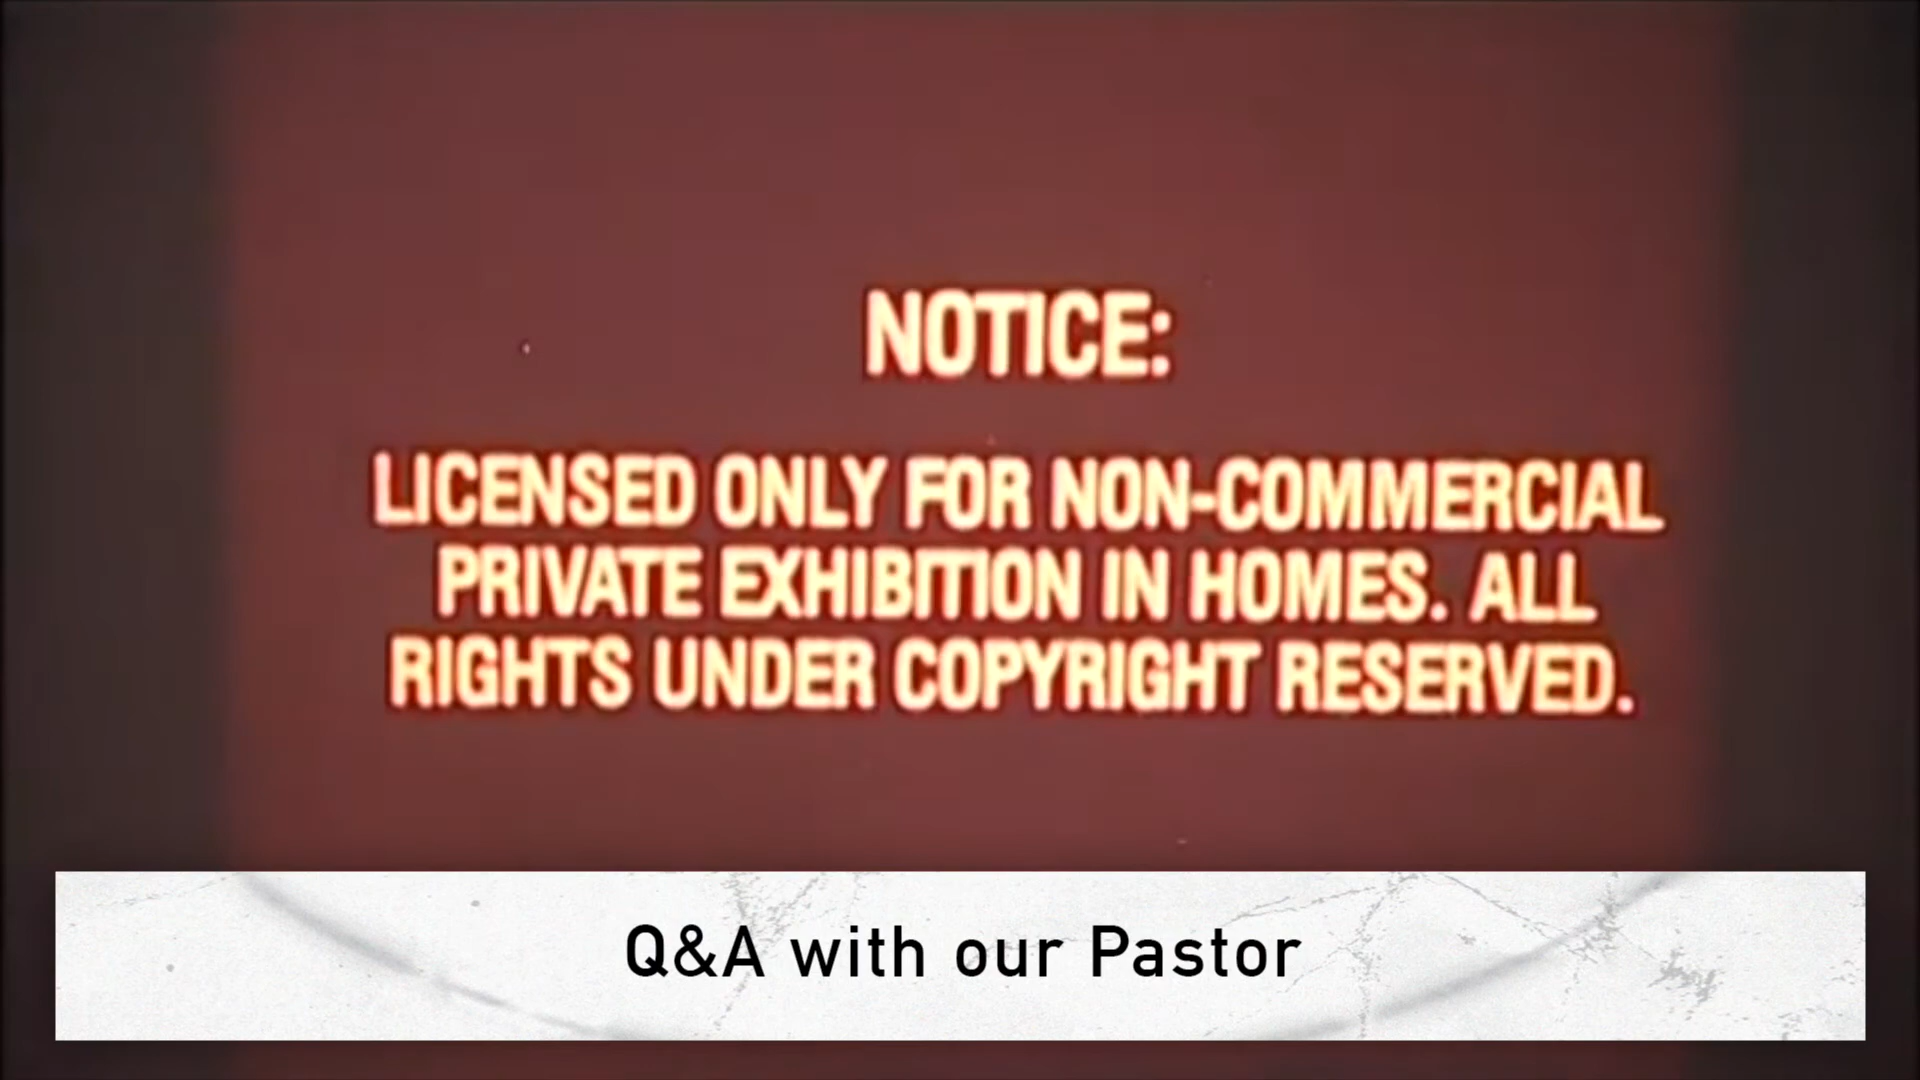 NOTICE:
LICENSED ONLY FOR NON-COMMERCIAL
PRIVATE EXHIBITION IN HOMES. ALL
RIGHTS UNDER COPYRIGHT RESERVED.
Q&A with our Pastor